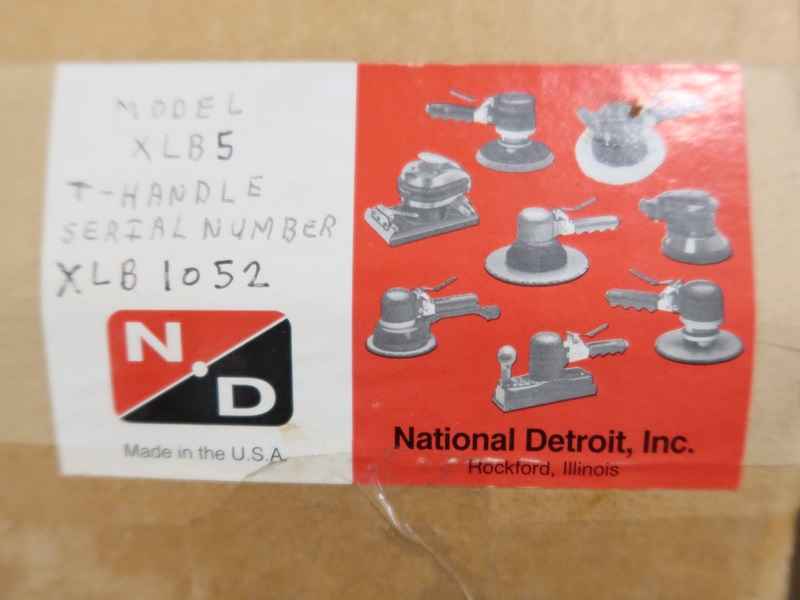 MODEL
XLB5
T-HANDLE
SERIAL NUMBER
XLB 1052
N
D
Made in the U.S.A.
National Detroit, Inc.
Rockford, Illinois